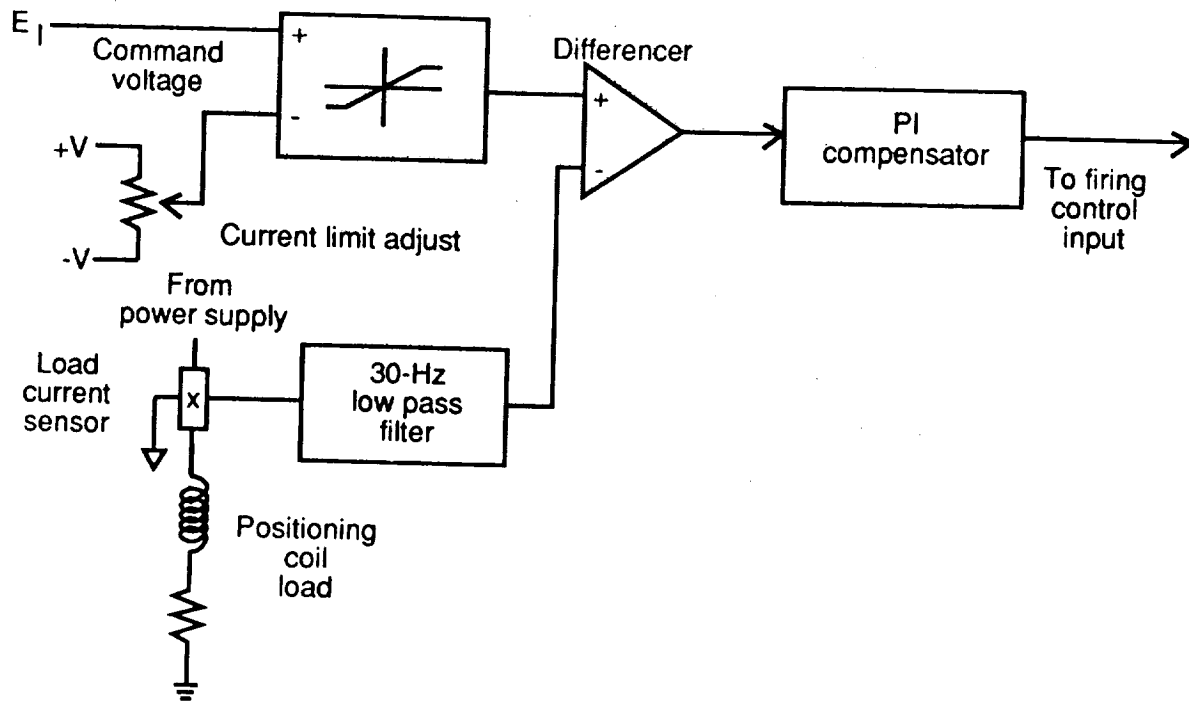 E I
Command
voltage
+
-
+V
-V
Current limit adjust
Differencer
+
-
PI
compensator
To firing
control
input
From
power supply
Load
current
sensor
x
30-Hz
low pass
filter
Positioning
coil
load